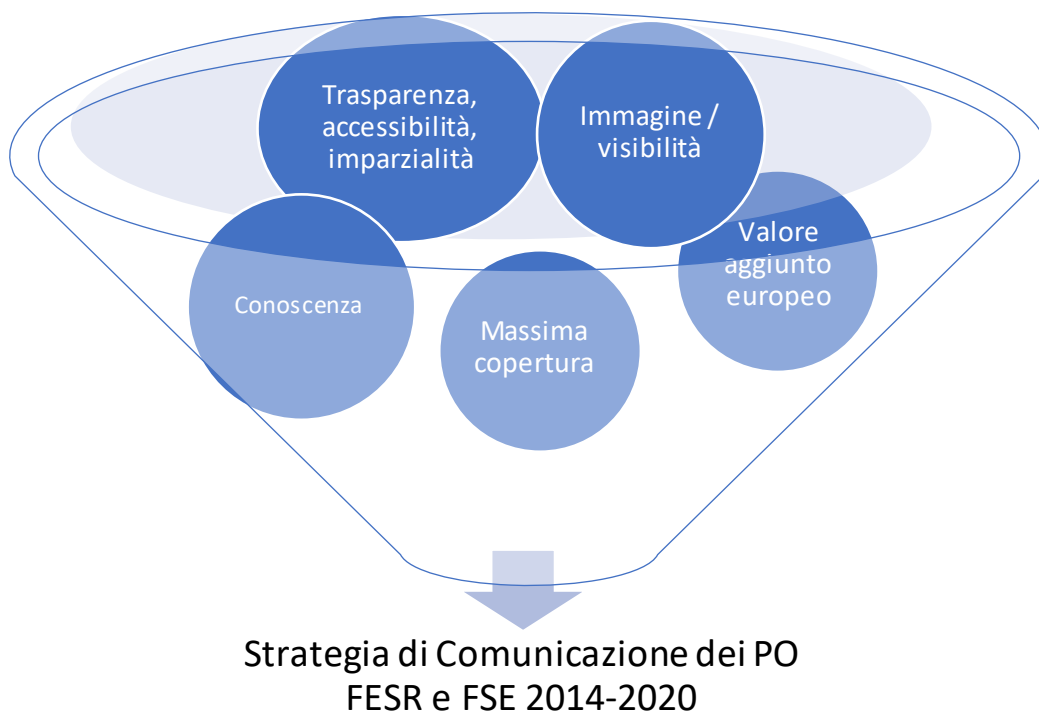 Trasparenza,
accessibilità,
imparzialità
Immagine /
visibilità
Valore
aggiunto
europeo
Conoscenza
Massima
copertura
Strategia di Comunicazione dei PO
FESR e FSE 2014-2020